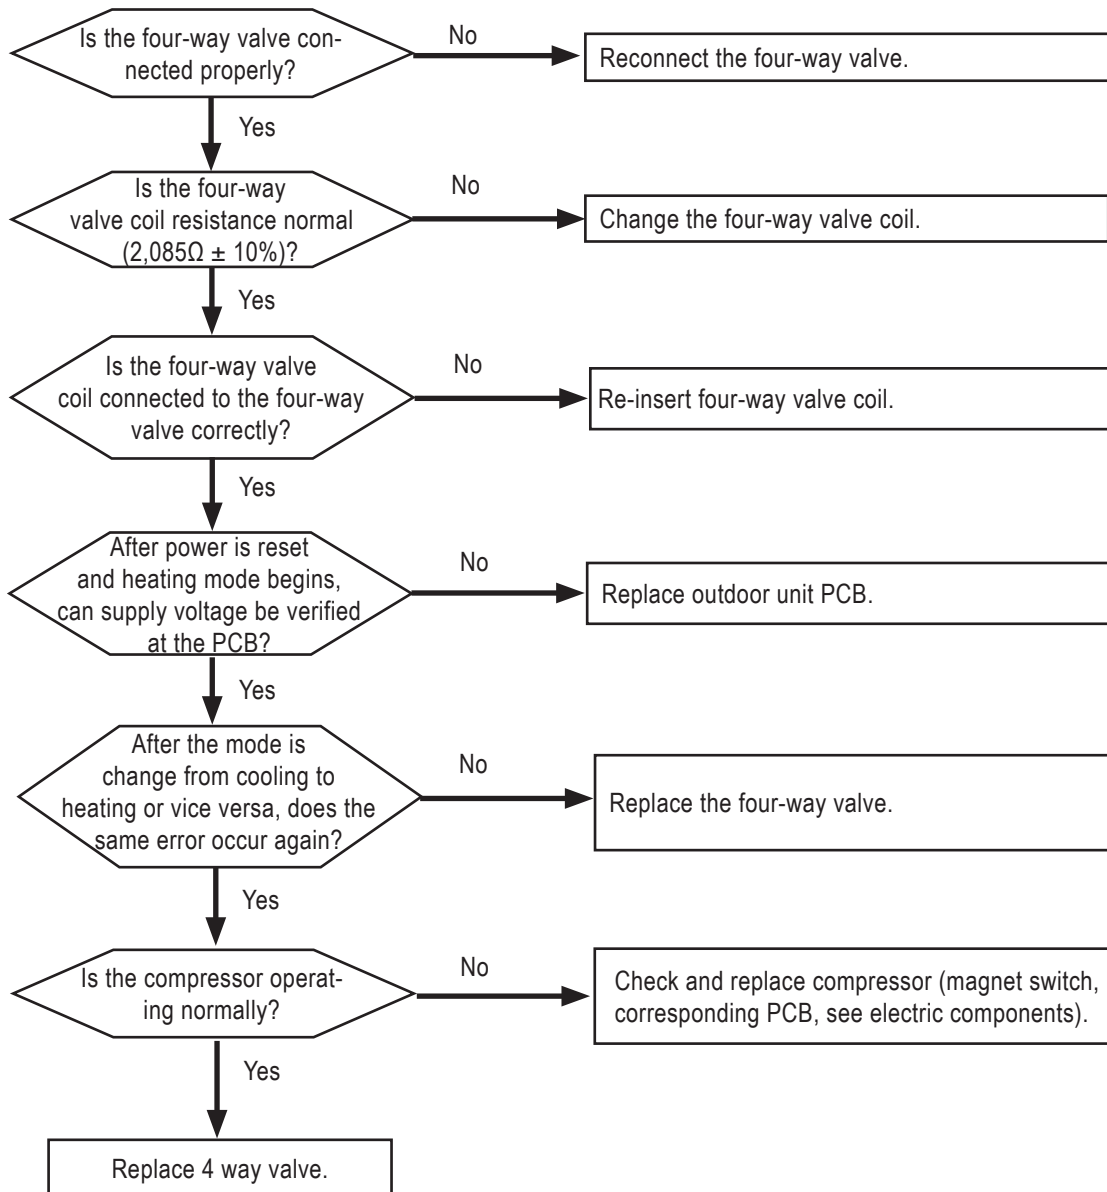 Is the four-way valve con-
nected properly?
No
Reconnect the four-way valve.
Yes
Is the four-way
valve coil resistance normal
(2,085Ω ± 10%)?
No
Change the four-way valve coil.
Yes
Is the four-way valve
coil connected to the four-way
valve correctly?
No
Re-insert four-way valve coil.
Yes
After power is reset
and heating mode begins,
can supply voltage be verified
at the PCB?
No
Replace outdoor unit PCB.
Yes
After the mode is
change from cooling to
heating or vice versa, does the
same error occur again?
No
Replace the four-way valve.
Yes
Is the compressor operat-
ing normally?
No
Check and replace compressor (magnet switch,
corresponding PCB, see electric components).
Yes
Replace 4 way valve.